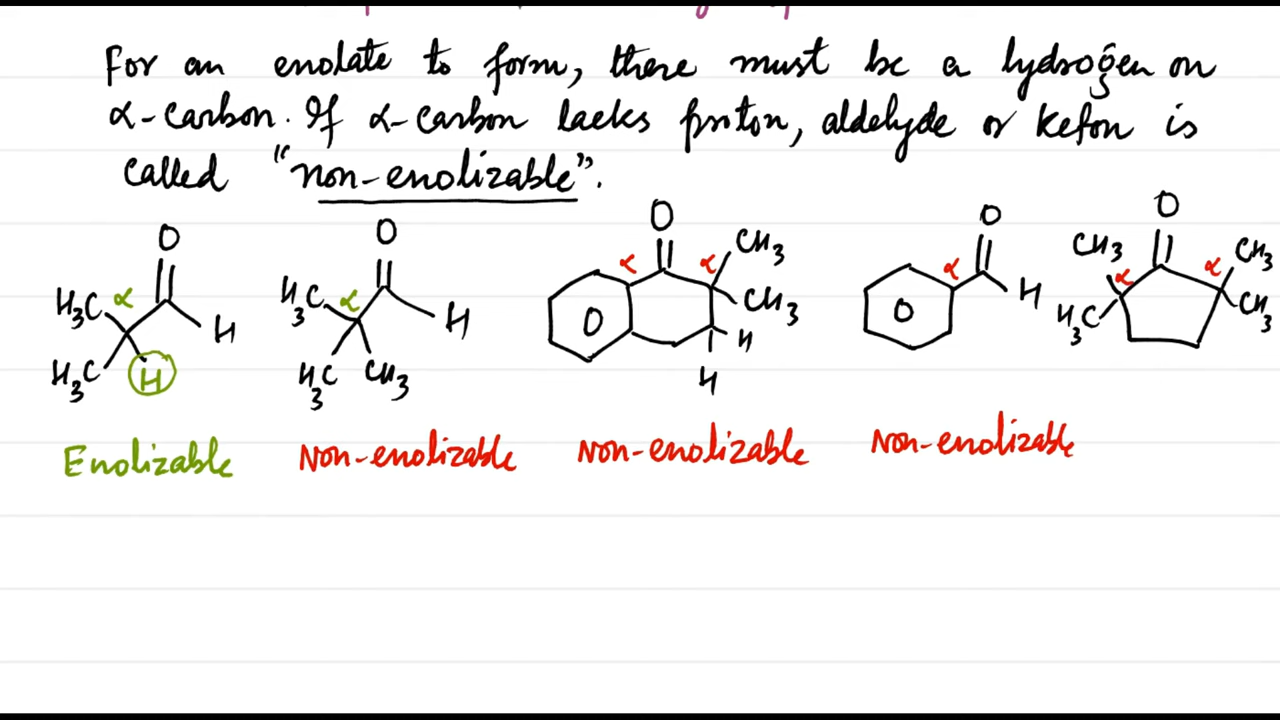 For an enolate to form, there must be a hydrogen on
α-carbon. If α-carbon lacks proton, aldehyde or keton is
called "non-enolizable".
O O O O O
H₃C α H H₃C H
H₃C α H H₃C CH₃
α α CH₃ CH₃ H H O
α H O
CH₃ α α CH₃ H₃C CH₃
Enolizable Non-enolizable Non-enolizable Non-enolizable